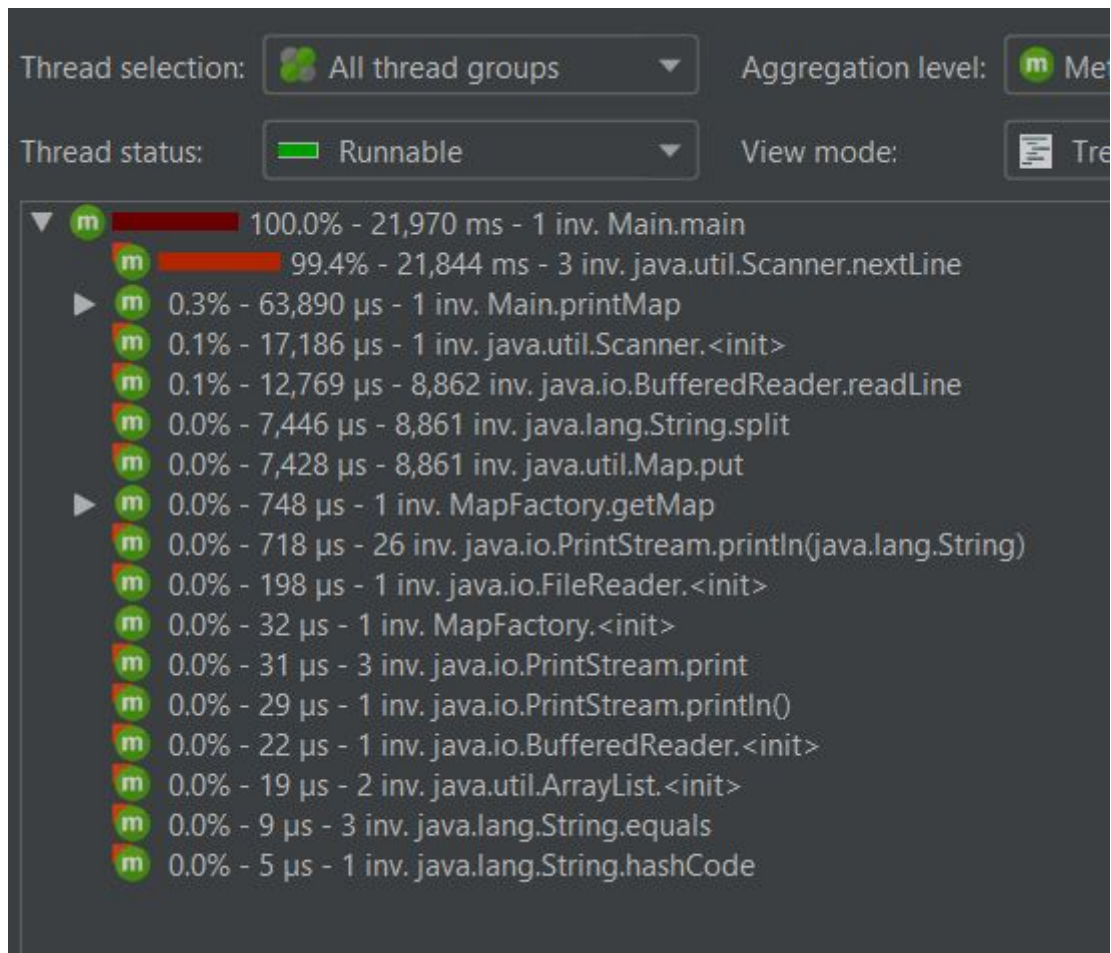 Thread selection: m All thread groups Aggregation level: m Met
Thread status: Runnable View mode: Tre
m 100.0% - 21,970 ms - 1 inv. Main.main
m 99.4% - 21,844 ms - 3 inv. java.util.Scanner.nextLine
m 0.3% - 63,890 µs - 1 inv. Main.printMap
m 0.1% - 17,186 µs - 1 inv. java.util.Scanner.<init>
m 0.1% - 12,769 µs - 8,862 inv. java.io.BufferedReader.readLine
m 0.0% - 7,446 µs - 8,861 inv. java.lang.String.split
m 0.0% - 7,428 µs - 8,861 inv. java.util.Map.put
m 0.0% - 748 µs - 1 inv. MapFactory.getMap
m 0.0% - 718 µs - 26 inv. java.io.PrintStream.println(java.lang.String)
m 0.0% - 198 µs - 1 inv. java.io.FileReader.<init>
m 0.0% - 32 µs - 1 inv. MapFactory.<init>
m 0.0% - 31 µs - 3 inv. java.io.PrintStream.print
m 0.0% - 29 µs - 1 inv. java.io.PrintStream.println()
m 0.0% - 22 µs - 1 inv. java.io.BufferedReader.<init>
m 0.0% - 19 µs - 2 inv. java.util.ArrayList.<init>
m 0.0% - 9 µs - 3 inv. java.lang.String.equals
m 0.0% - 5 µs - 1 inv. java.lang.String.hashCode